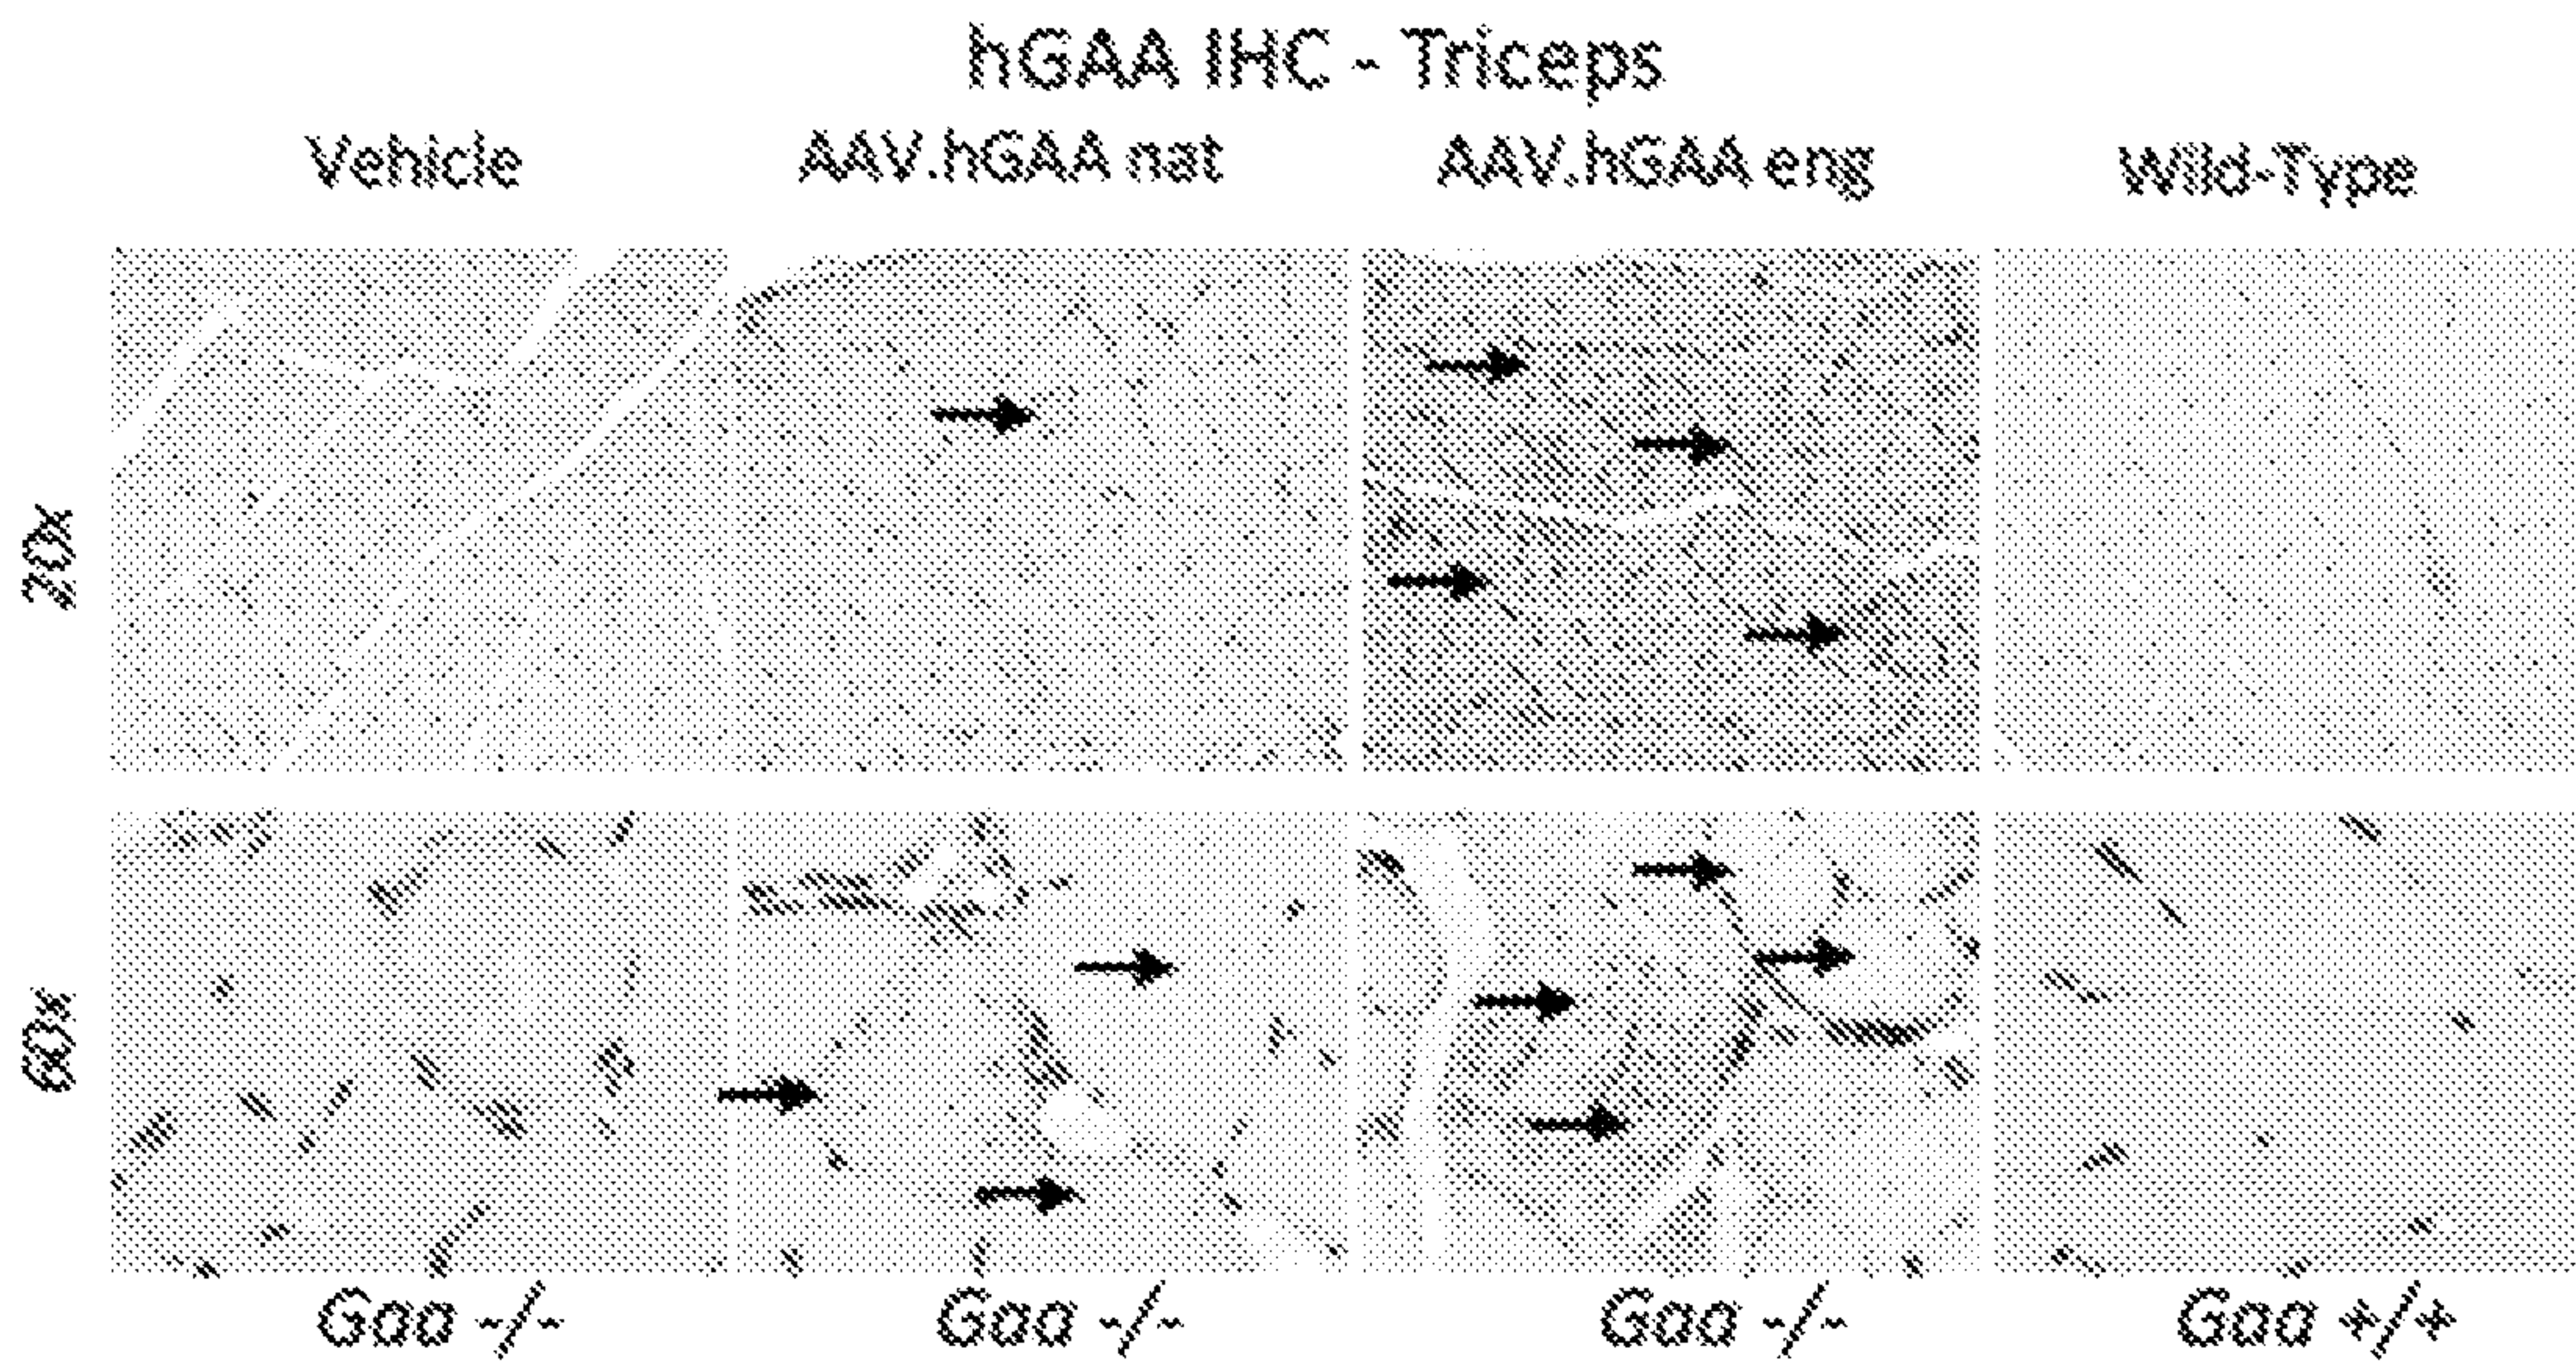 hGAA IHC - Triceps
Vehicle AAV.hGAA nat AAV.hGAA eng Wild-Type
20x
60x
Gaa -/- Gaa -/- Gaa -/- Gaa +/+